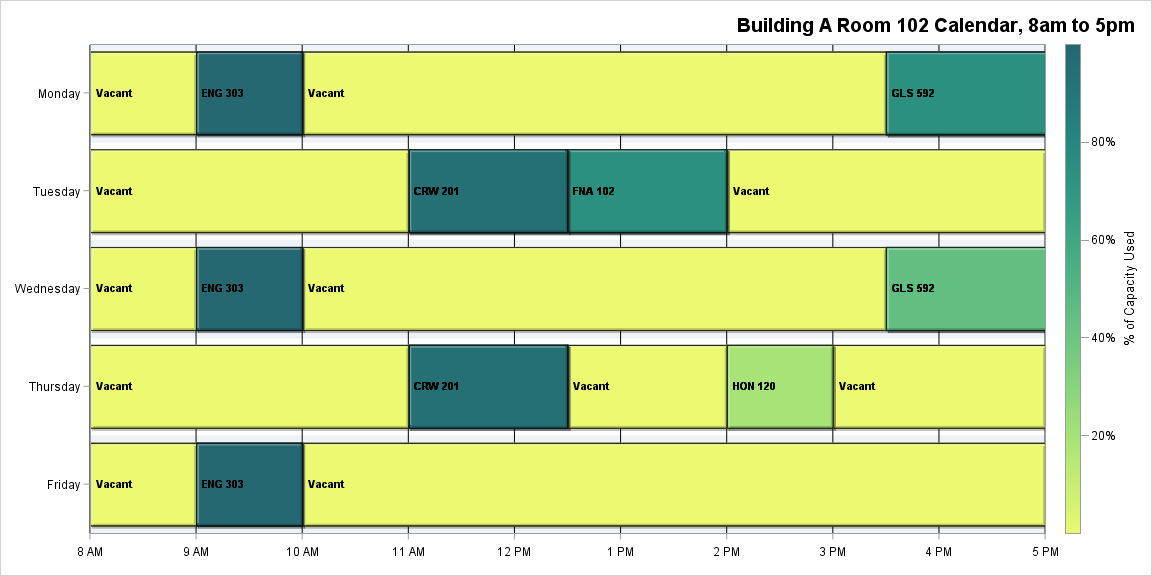 Building A Room 102 Calendar, 8am to 5pm
Monday
Vacant
ENG 303
Vacant
GLS 592
Tuesday
Vacant
CRW 201
FNA 102
Vacant
Wednesday
Vacant
ENG 303
Vacant
GLS 592
Thursday
Vacant
CRW 201
Vacant
HON 120
Vacant
Friday
Vacant
ENG 303
Vacant
8 AM
9 AM
10 AM
11 AM
12 PM
1 PM
2 PM
3 PM
4 PM
5 PM
80%
60%
40%
20%
% of Capacity Used